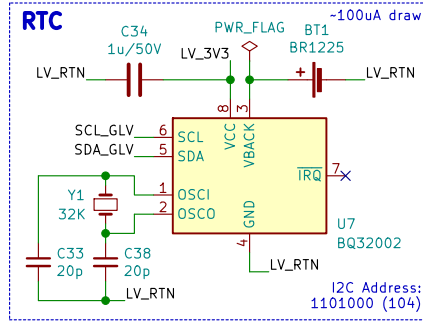 RTC
~100uA draw
C34
1u/50V
PWR_FLAG
BT1
BR1225
LV_3V3
LV_RTN
+
LV_RTN
8
3
VCC
VBACK
SCL_GLV
6
SCL
SDA_GLV
5
SDA
IRQ
7
Y1
32K
1
OSCI
2
OSCO
GND
4
U7
BQ32002
C33
20p
C38
20p
LV_RTN
LV_RTN
I2C Address:
1101000 (104)